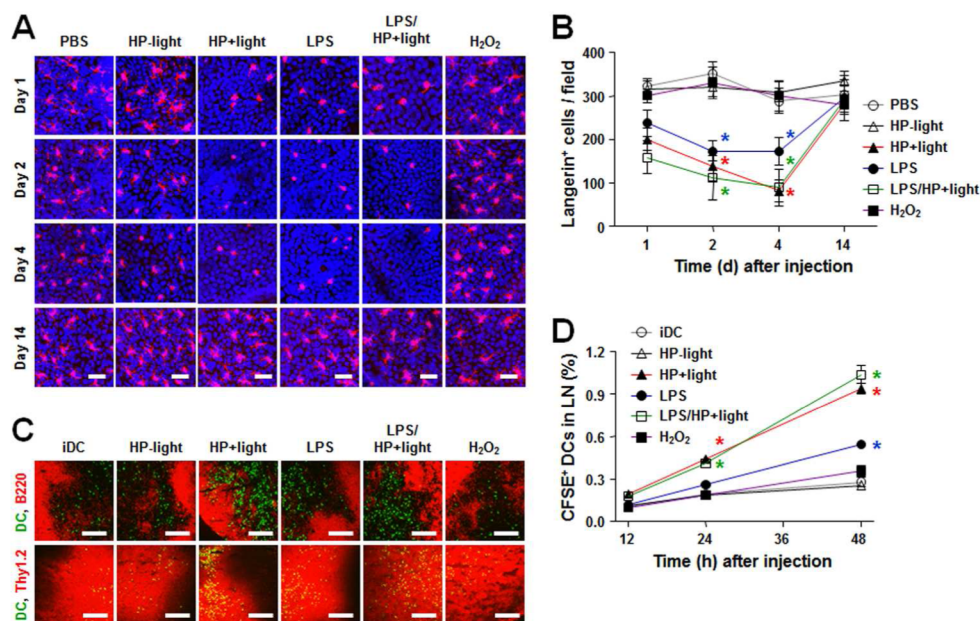 A
PBS
HP-light
HP+light
LPS
LPS/
HP+light
H₂O₂
Day 1
Day 2
Day 4
Day 14
B
Langerin⁺ cells / field
400
300
200
100
0
*
*
*
*
*
*
1
2
4
14
Time (d) after injection
PBS
HP-light
HP+light
LPS
LPS/HP+light
H₂O₂
C
iDC
HP-light
HP+light
LPS
LPS/
HP+light
H₂O₂
DC, B220
DC, Thy1.2
D
iDC
HP-light
HP+light
LPS
LPS/HP+light
H₂O₂
CFSE⁺ DCs in LN (%)
1.2
0.9
0.6
0.3
0.0
*
*
*
*
*
12
24
36
48
Time (h) after injection